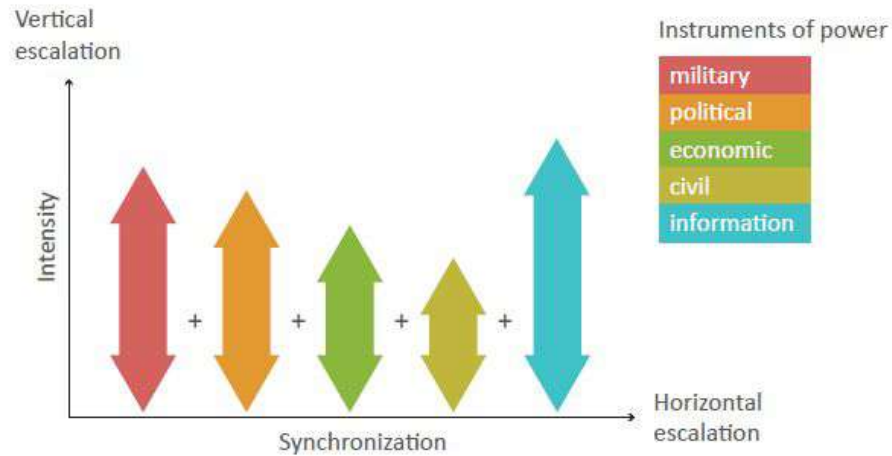 Vertical
escalation
Instruments of power
military
political
economic
civil
information
Intensity
+ + + +
Horizontal
escalation
Synchronization